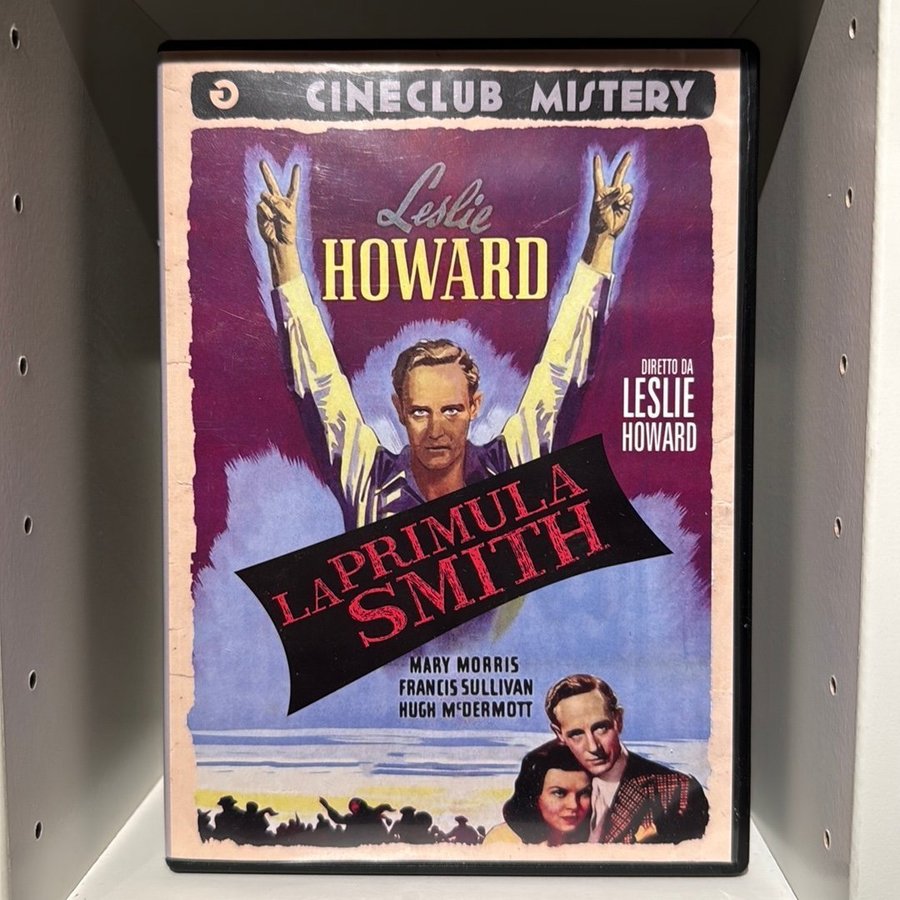 CINECLUB MISTERY
Leslie
HOWARD
DIRETTO DA
LESLIE
HOWARD
LA PRIMULA
SMITH
MARY MORRIS
FRANCIS SULLIVAN
HUGH McDERMOTT